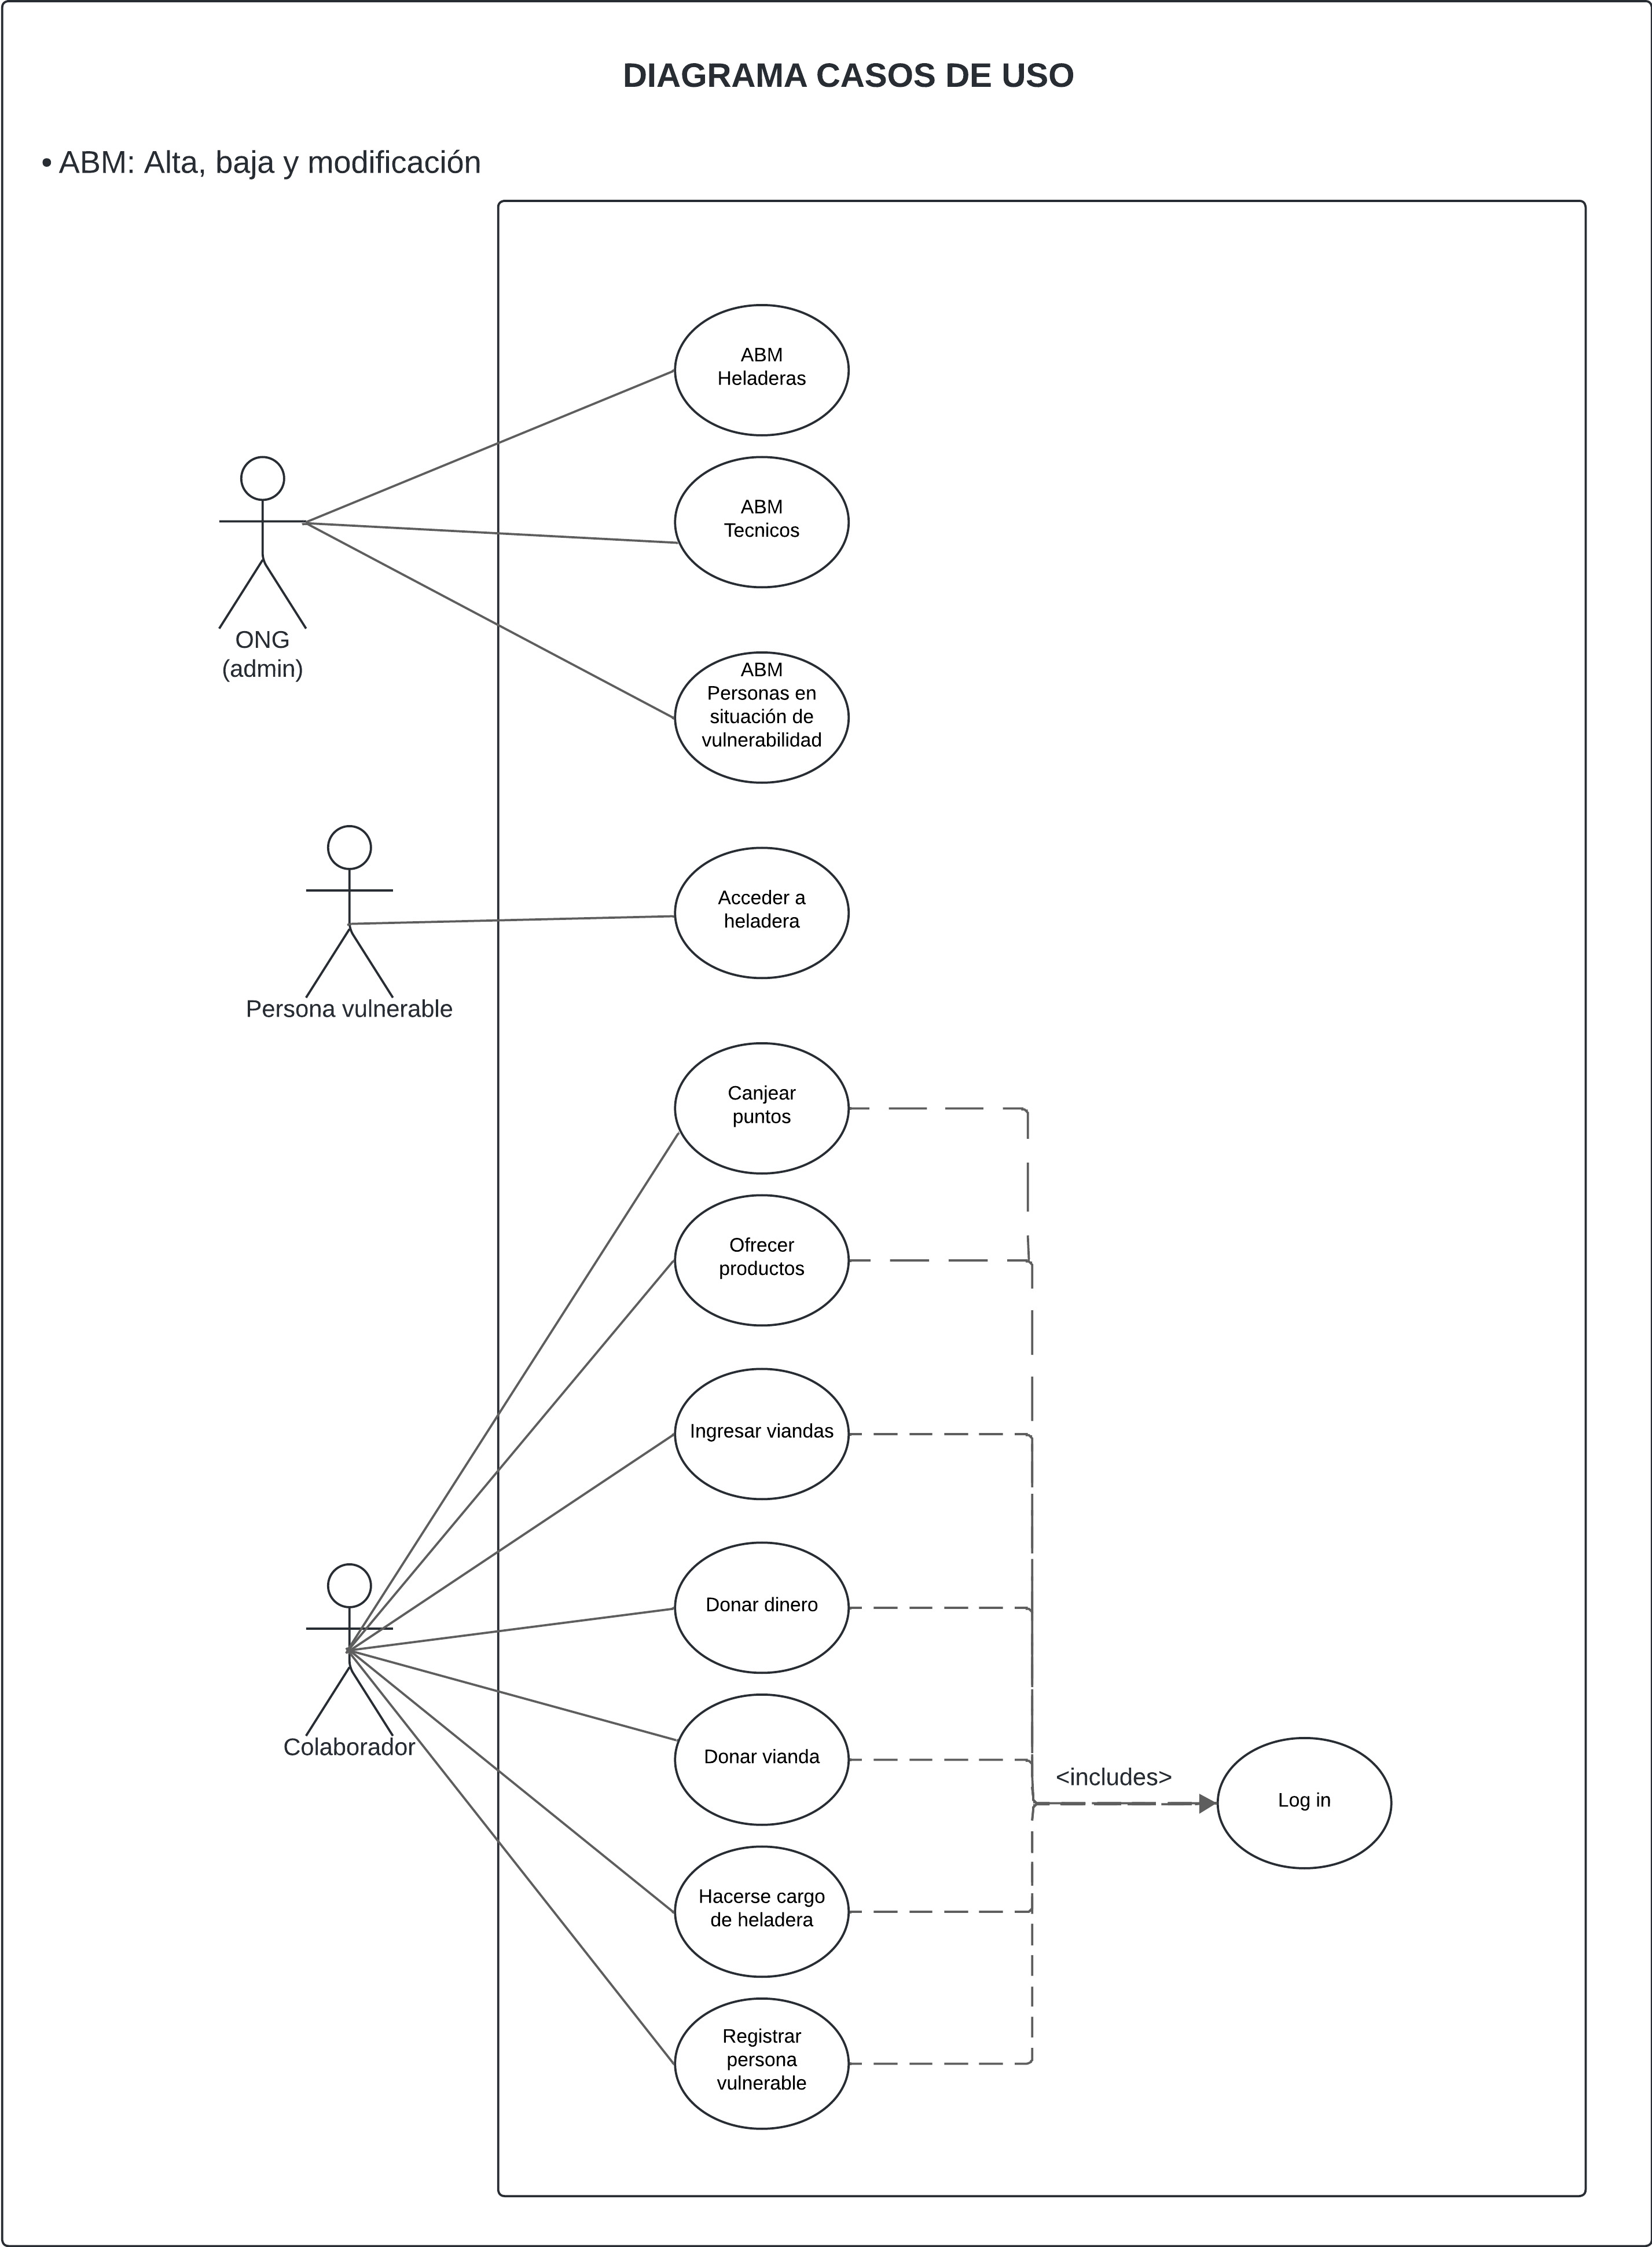 DIAGRAMA CASOS DE USO
• ABM: Alta, baja y modificación
ABM
Heladeras
ABM
Tecnicos
ONG
(admin)
ABM
Personas en
situación de
vulnerabilidad
Acceder a
heladera
Persona vulnerable
Canjear
puntos
Ofrecer
productos
Ingresar viandas
Donar dinero
Colaborador
Donar vianda
<includes>
Log in
Hacerse cargo
de heladera
Registrar
persona
vulnerable